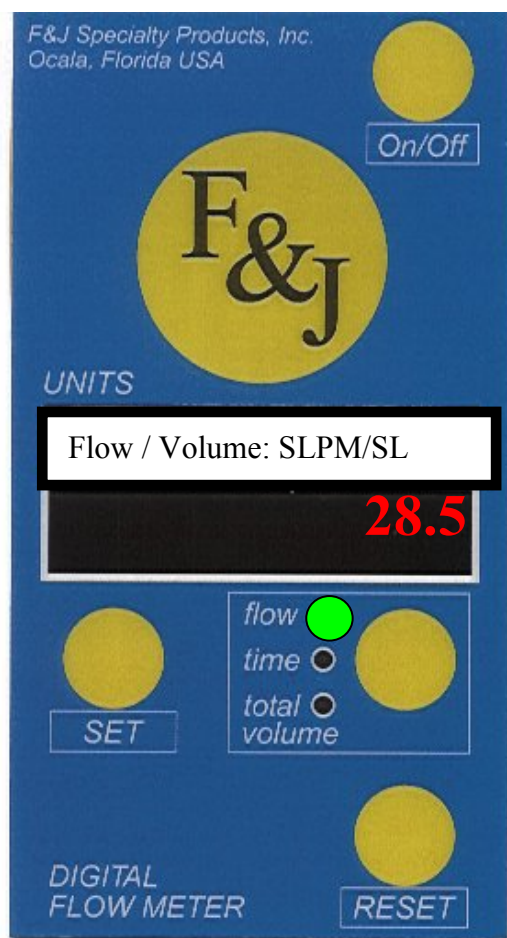 F&J Specialty Products, Inc.
Ocala, Florida USA
On/Off
F&J
UNITS
Flow / Volume: SLPM/SL
28.5
flow
time
total
volume
SET
DIGITAL
FLOW METER
RESET